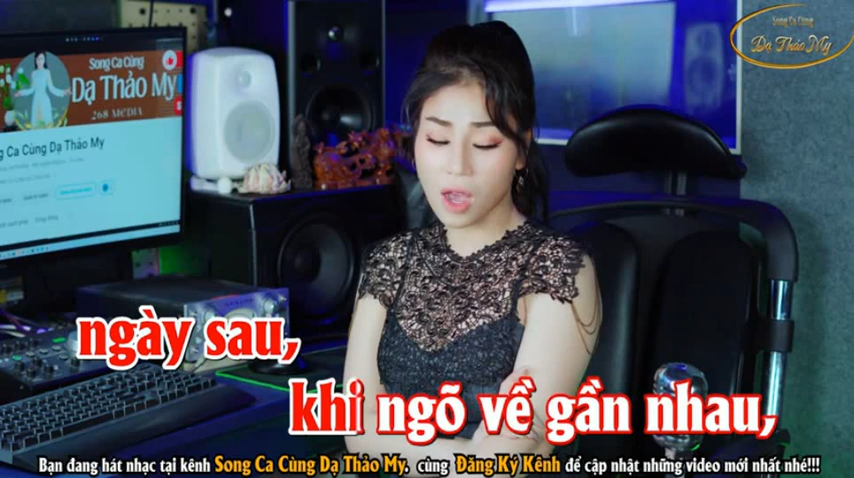 Song Ca Cùng
Dạ Thảo My
Song Ca Cùng
Dạ Thảo My
268 MEDIA
g Ca Cùng Dạ Thảo My
ngày sau,
khi ngõ về gần nhau,
Bạn đang hát nhạc tại kênh Song Ca Cùng Dạ Thảo My, cùng Đăng Ký Kênh để cập nhật những video mới nhất nhé!!!